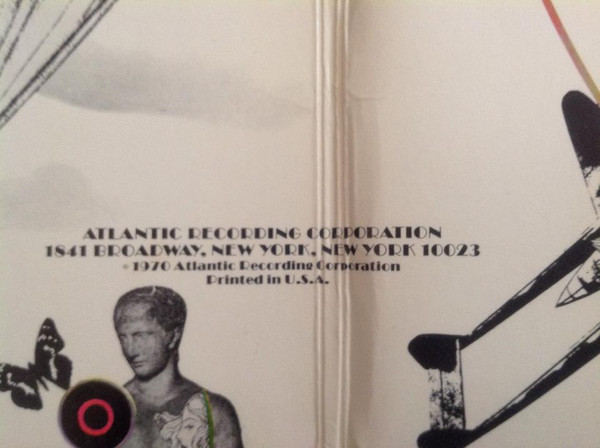 ATLANTIC RECORDING CORPORATION
1841 BROADWAY, NEW YORK, NEW YORK 10023
℗ 1970 Atlantic Recording Corporation
Printed in U.S.A.